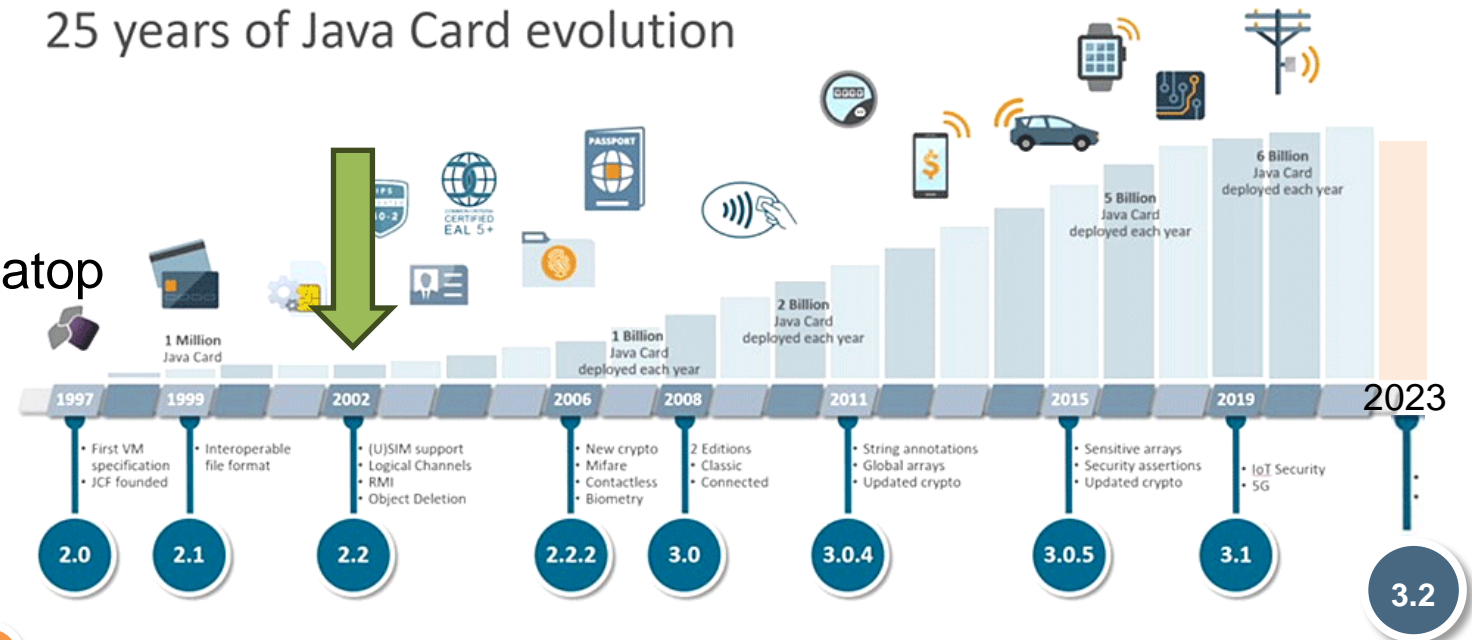 25 years of Java Card evolution
atop
PASSPORT
COMMON CRITERIA
CERTIFIED
EAL 5+
1 Million
Java Card
1 Billion
Java Card
deployed each year
2 Billion
Java Card
deployed each year
5 Billion
Java Card
deployed each year
6 Billion
Java Card
deployed each year
1997
1999
2002
2006
2008
2011
2015
2019
2023
• First VM
specification
• JCF founded
• Interoperable
file format
• (U)SIM support
• Logical Channels
• RMI
• Object Deletion
• New crypto
• Mifare
• Contactless
• Biometry
2 Editions
• Classic
• Connected
• String annotations
• Global arrays
• Updated crypto
• Sensitive arrays
• Security assertions
• Updated crypto
• IoT Security
• 5G
2.0
2.1
2.2
2.2.2
3.0
3.0.4
3.0.5
3.1
3.2